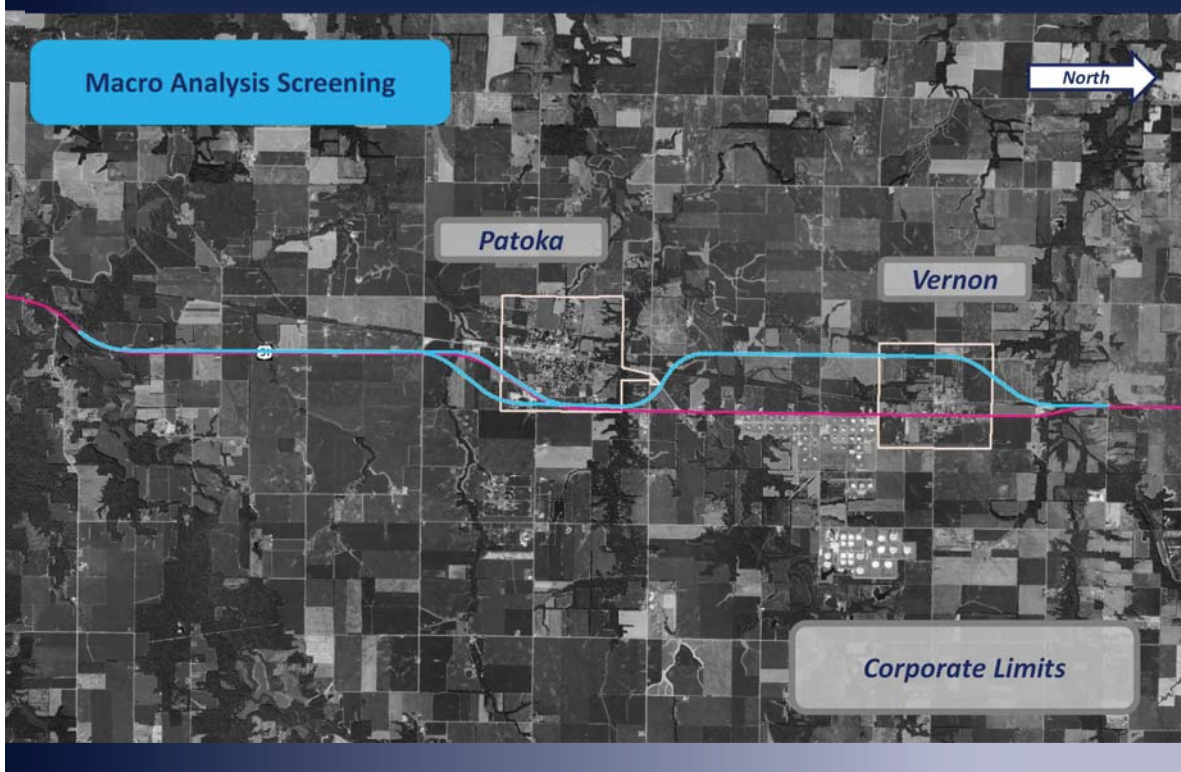 Macro Analysis Screening
North
Patoka
Vernon
Corporate Limits